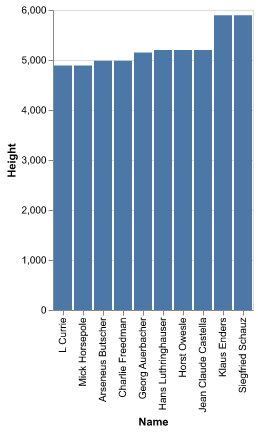 6,000
5,000
4,000
3,000
2,000
1,000
0
Height
L Currie
Mick Horsepole
Arseneus Butscher
Charlie Freedman
Georg Auerbacher
Hans Luthringhauser
Horst Owesle
Jean Claude Castella
Klaus Enders
Siegfried Schauz
Name